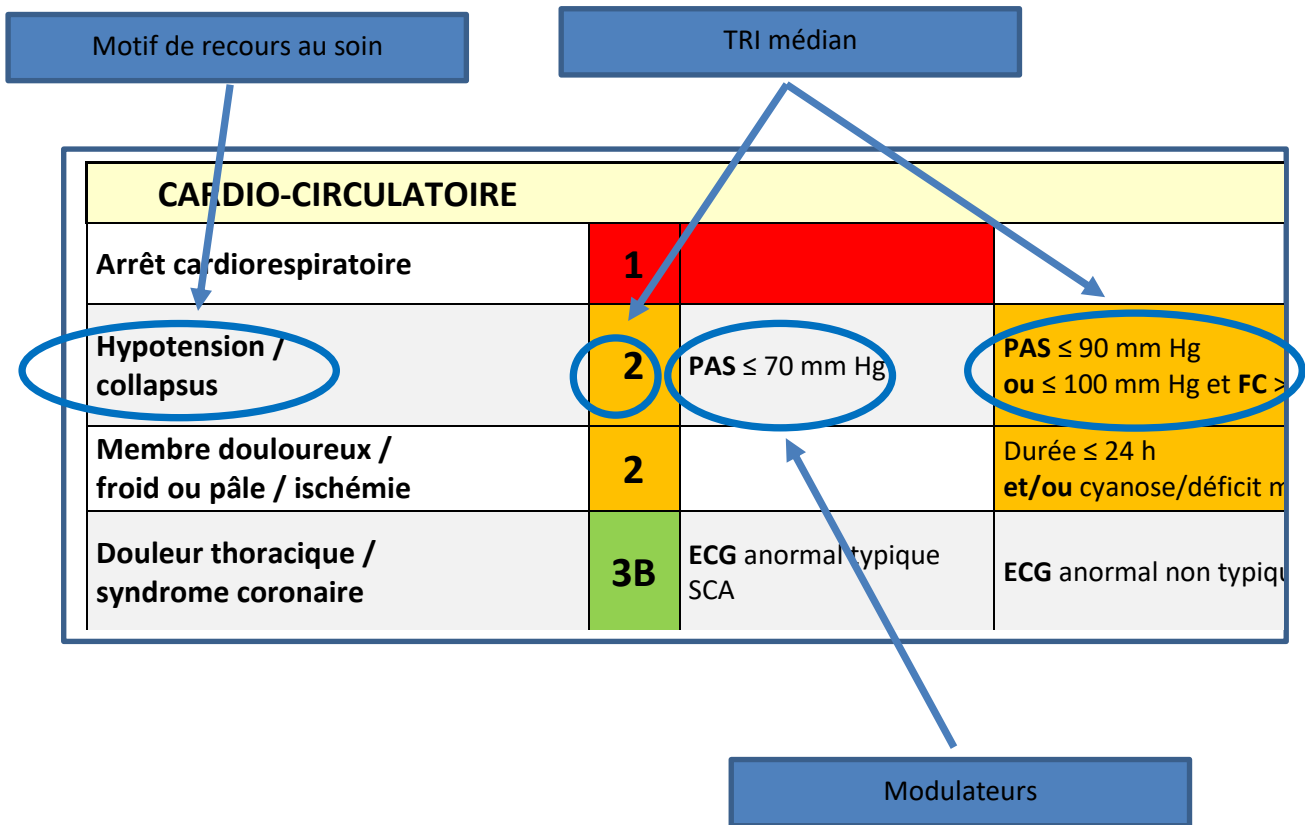 Motif de recours au soin
TRI médian
CARDIO-CIRCULATOIRE
Arrêt cardiorespiratoire
1
Hypotension /
collapsus
2
PAS ≤ 70 mm Hg
PAS ≤ 90 mm Hg
ou ≤ 100 mm Hg et FC >
Membre douloureux /
froid ou pâle / ischémie
2
Durée ≤ 24 h
et/ou cyanose/déficit
Douleur thoracique /
syndrome coronaire
3B
ECG anormal typique
SCA
ECG anormal non
Modulateurs